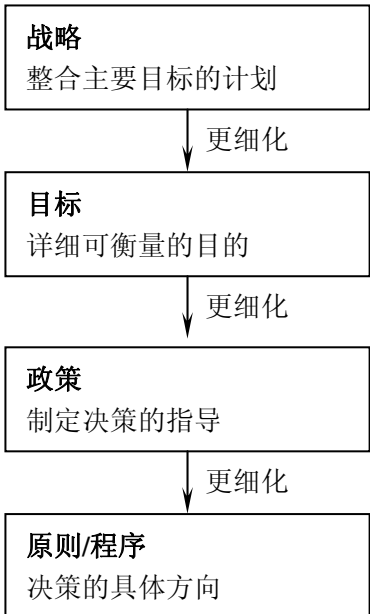 战略
整合主要目标的计划
更细化
目标
详细可衡量的目的
更细化
政策
制定决策的指导
更细化
原则/程序
决策的具体方向